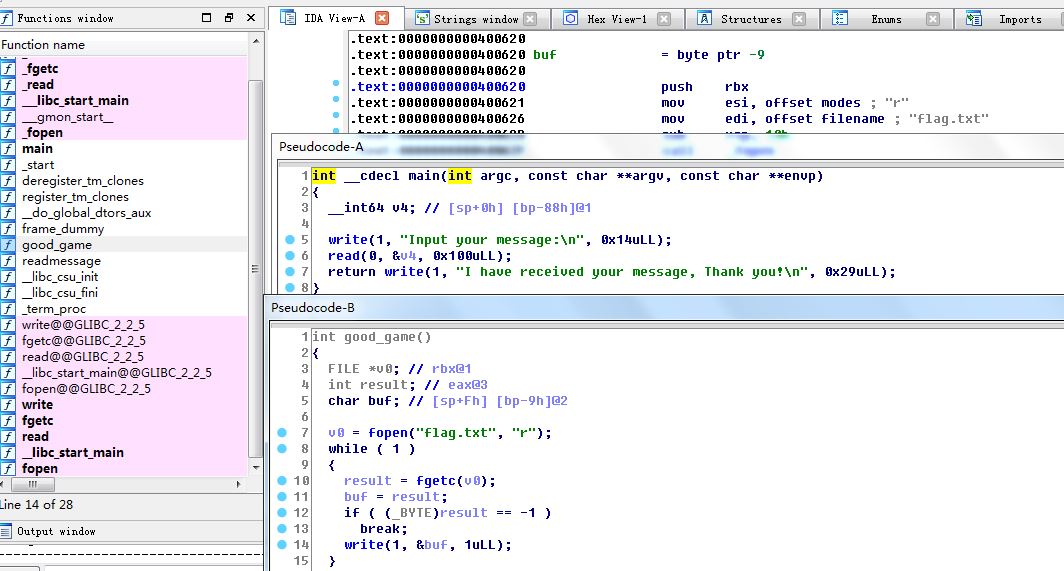 Functions window
Function name
_fgetc
_read
___libc_start_main
___gmon_start__
_fopen
main
_start
deregister_tm_clones
register_tm_clones
__do_global_dtors_aux
frame_dummy
good_game
readmessage
__libc_csu_init
__libc_csu_fini
_term_proc
write@@GLIBC_2_2_5
fgetc@@GLIBC_2_2_5
read@@GLIBC_2_2_5
__libc_start_main@@GLIBC_2_2_5
fopen@@GLIBC_2_2_5
write
fgetc
read
__libc_start_main
fopen
Line 14 of 28
Output window
IDA View-A
Strings window
Hex View-1
Structures
Enums
Imports
.text:0000000000400620
.text:0000000000400620 buf = byte ptr -9
.text:0000000000400620
.text:0000000000400620 push rbx
.text:0000000000400621 mov esi, offset modes ; "r"
.text:0000000000400626 mov edi, offset filename ; "flag.txt"
Pseudocode-A
1 int __cdecl main(int argc, const char **argv, const char **envp)
2 {
3 __int64 v4; // [sp+0h] [bp-88h]@1
4
5 write(1, "Input your message:\n", 0x14uLL);
6 read(0, &v4, 0x100uLL);
7 return write(1, "I have received your message, Thank you!\n", 0x29uLL);
8 }
Pseudocode-B
1 int good_game()
2 {
3 FILE *v0; // rbx@1
4 int result; // eax@3
5 char buf; // [sp+Fh] [bp-9h]@2
6
7 v0 = fopen("flag.txt", "r");
8 while ( 1 )
9 {
10 result = fgetc(v0);
11 buf = result;
12 if ( (_BYTE)result == -1 )
13 break;
14 write(1, &buf, 1uLL);
15 }